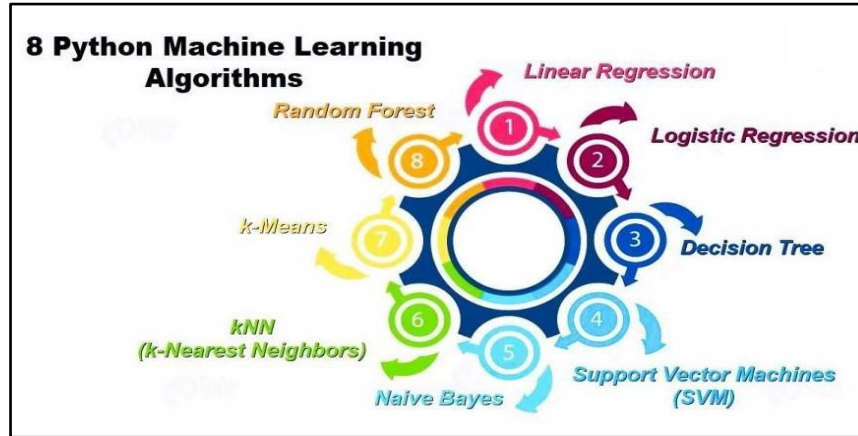 8 Python Machine Learning
Algorithms
1
Linear Regression
2
Logistic Regression
3
Decision Tree
4
Support Vector Machines
(SVM)
5
Naive Bayes
6
kNN
(k-Nearest Neighbors)
7
k-Means
8
Random Forest